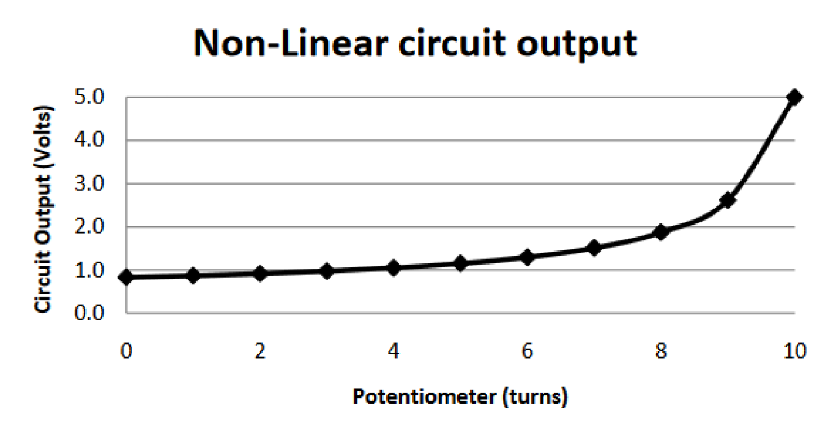 Non-Linear circuit output
Circuit Output (Volts)
5.0
4.0
3.0
2.0
1.0
0.0
0 2 4 6 8 10
Potentiometer (turns)